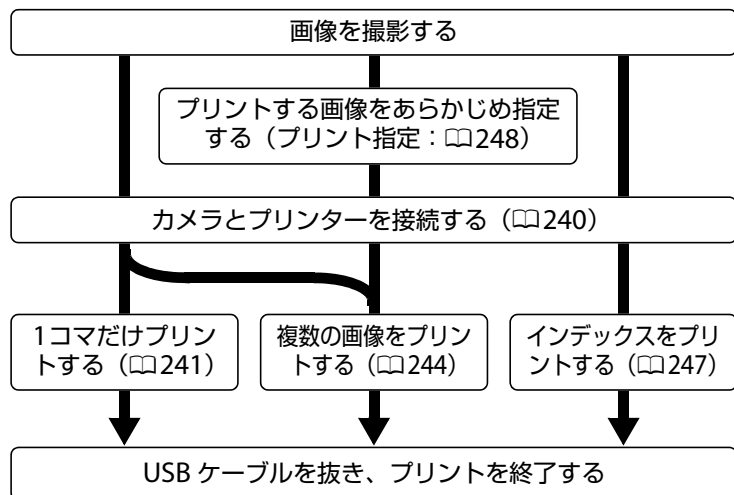 画像を撮影する
プリントする画像をあらかじめ指定
する（プリント指定：📖248）
カメラとプリンターを接続する（📖240）
1コマだけプリン
トする（📖241）
複数の画像をプリン
トする（📖244）
インデックスをプリ
ントする（📖247）
USB ケーブルを抜き、プリントを終了する